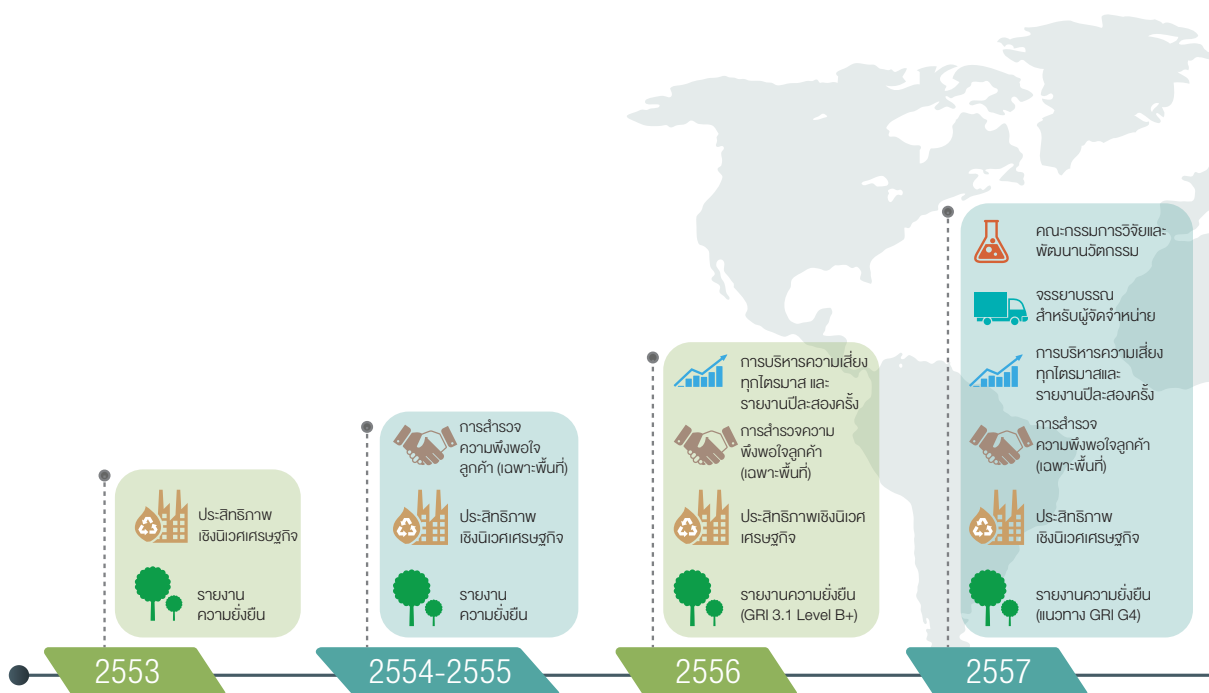 ประสิทธิภาพ
เชิงนิเวศเศรษฐกิจ
รายงาน
ความยั่งยืน
2553
การสำรวจ
ความพึงพอใจ
ลูกค้า (เฉพาะพื้นที่)
ประสิทธิภาพ
เชิงนิเวศเศรษฐกิจ
รายงาน
ความยั่งยืน
2554-2555
การบริหารความเสี่ยง
ทุกไตรมาส และ
รายงานปีละสองครั้ง
การสำรวจความ
พึงพอใจลูกค้า
(เฉพาะพื้นที่)
ประสิทธิภาพเชิงนิเวศ
เศรษฐกิจ
รายงานความยั่งยืน
(GRI 3.1 Level B+)
2556
คณะกรรมการวิจัยและ
พัฒนานวัตกรรม
จรรยาบรรณ
สำหรับผู้จัดจำหน่าย
การบริหารความเสี่ยง
ทุกไตรมาสและ
รายงานปีละสองครั้ง
การสำรวจ
ความพึงพอใจลูกค้า
(เฉพาะพื้นที่)
ประสิทธิภาพ
เชิงนิเวศเศรษฐกิจ
รายงานความยั่งยืน
(แนวทาง GRI G4)
2557